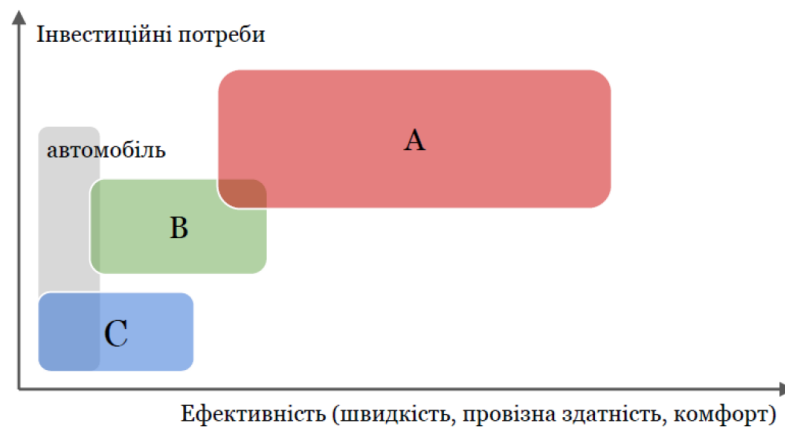 Інвестиційні потреби
A
автомобіль
B
C
Ефективність (швидкість, провізна здатність, комфорт)